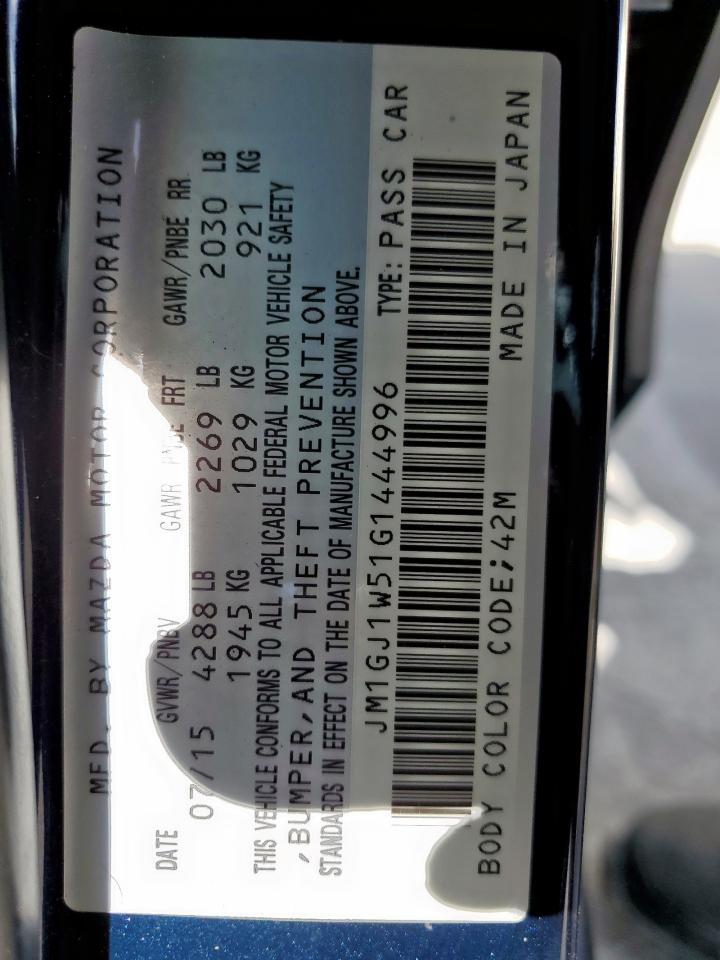 MFD. BY MAZDA MOTOR CORPORATION
DATE GVWR/PNBV GAWR/PNBE FRT GAWR/PNBE RR
07/15 4288 LB 2269 LB 2030 LB
1945 KG 1029 KG 921 KG
THIS VEHICLE CONFORMS TO ALL APPLICABLE FEDERAL MOTOR VEHICLE SAFETY
,BUMPER,AND THEFT PREVENTION
STANDARDS IN EFFECT ON THE DATE OF MANUFACTURE SHOWN ABOVE.
JM1GJ1W51G1444996 TYPE: PASS CAR
BODY COLOR CODE;42M MADE IN JAPAN